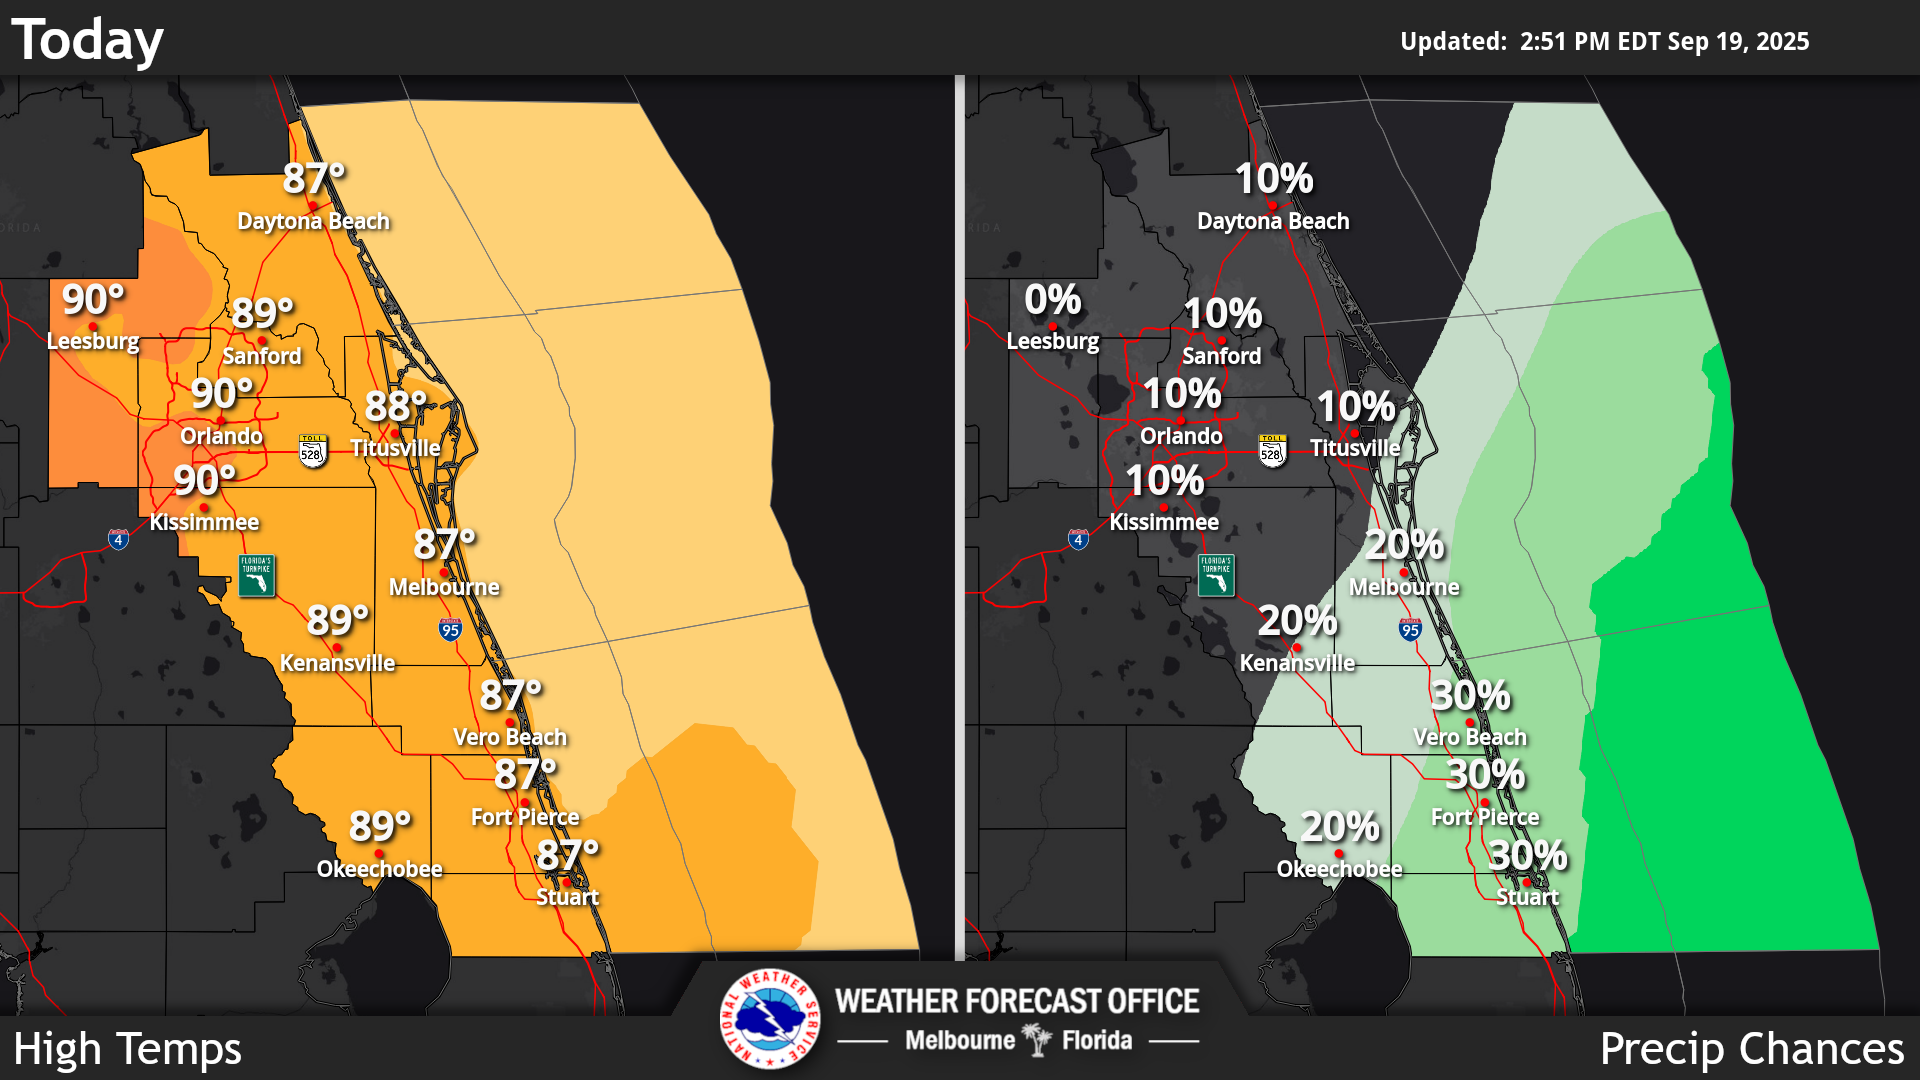 Today
Updated:  2:51 PM EDT Sep 19, 2025
87°
Daytona Beach
90°
Leesburg
89°
Sanford
90°
Orlando
88°
Titusville
TOLL
528
90°
Kissimmee
4
FLORIDA'S
TURNPIKE
87°
Melbourne
89°
Kenansville
95
87°
Vero Beach
87°
Fort Pierce
89°
Okeechobee
87°
Stuart
10%
Daytona Beach
0%
Leesburg
10%
Sanford
10%
Orlando
10%
Titusville
TOLL
528
10%
Kissimmee
4
FLORIDA'S
TURNPIKE
20%
Melbourne
20%
Kenansville
95
30%
Vero Beach
30%
Fort Pierce
20%
Okeechobee
30%
Stuart
NATIONAL WEATHER SERVICE
WEATHER FORECAST OFFICE
Melbourne Florida
High Temps
Precip Chances